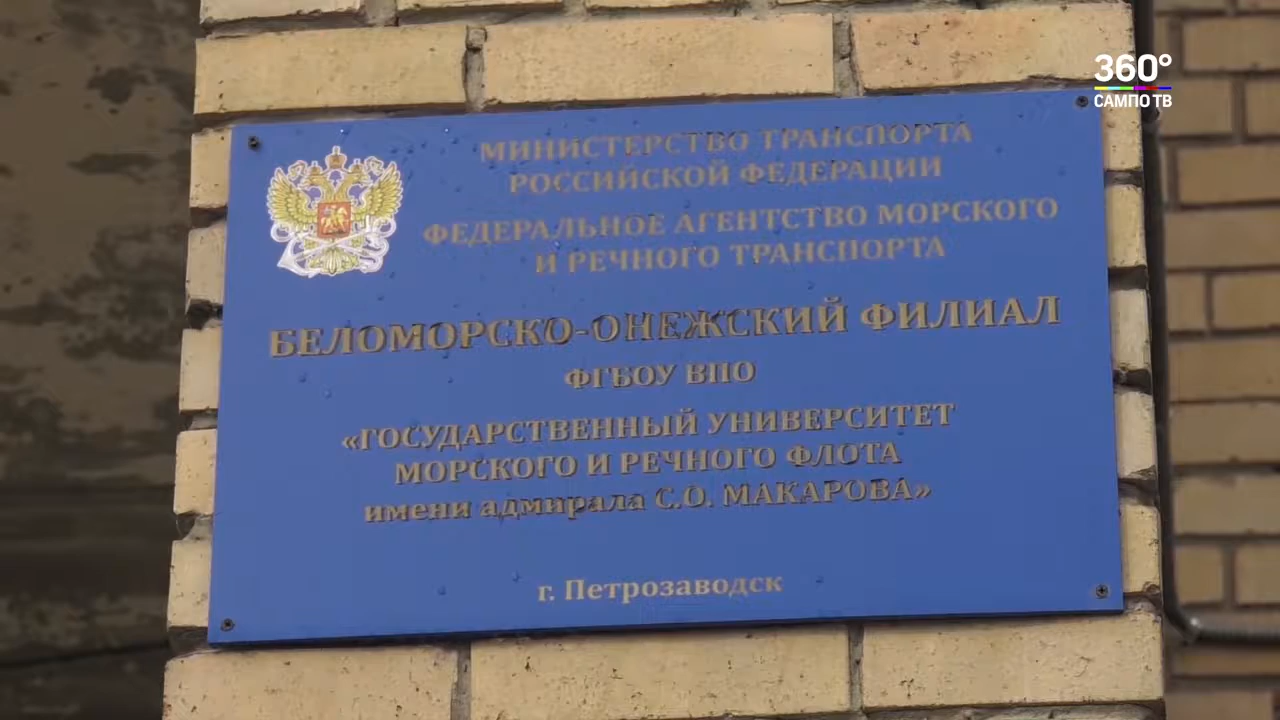 360°
САМПО ТВ
МИНИСТЕРСТВО ТРАНСПОРТА
РОССИЙСКОЙ ФЕДЕРАЦИИ
ФЕДЕРАЛЬНОЕ АГЕНТСТВО МОРСКОГО
И РЕЧНОГО ТРАНСПОРТА
БЕЛОМОРСКО-ОНЕЖСКИЙ ФИЛИАЛ
ФГБОУ ВПО
«ГОСУДАРСТВЕННЫЙ УНИВЕРСИТЕТ
МОРСКОГО И РЕЧНОГО ФЛОТА
имени адмирала С.О. МАКАРОВА»
г. Петрозаводск